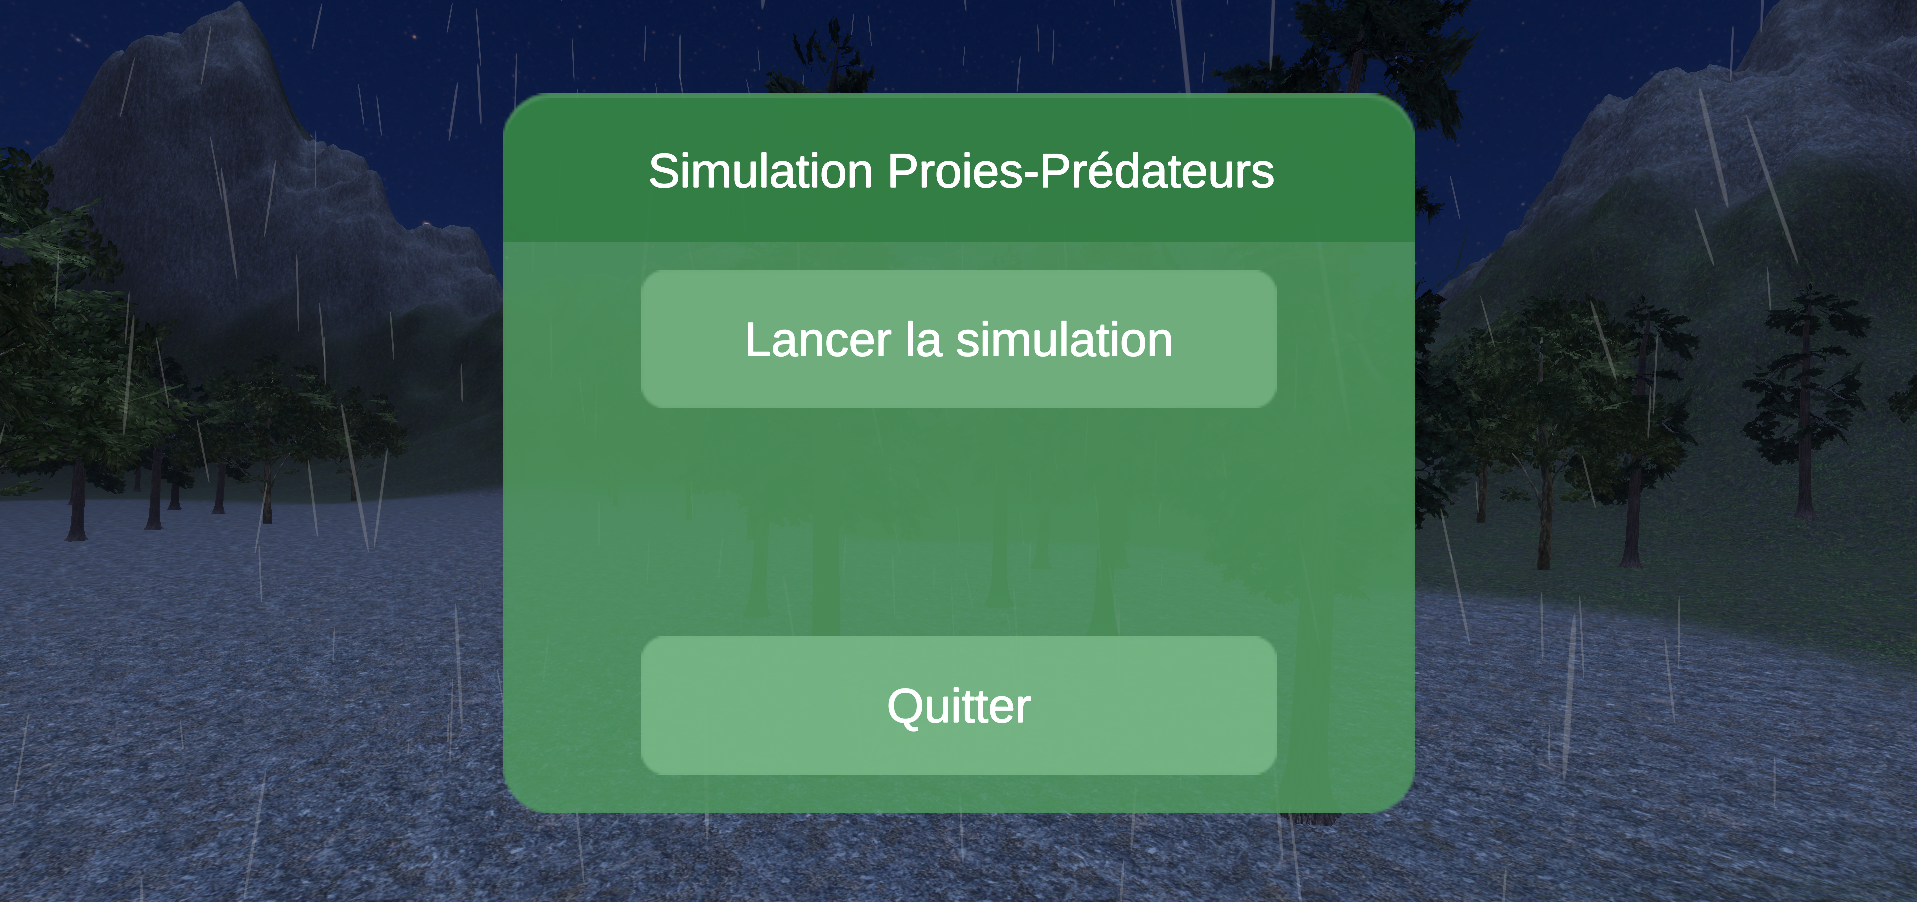 Simulation Proies-Prédateurs
Lancer la simulation
Quitter